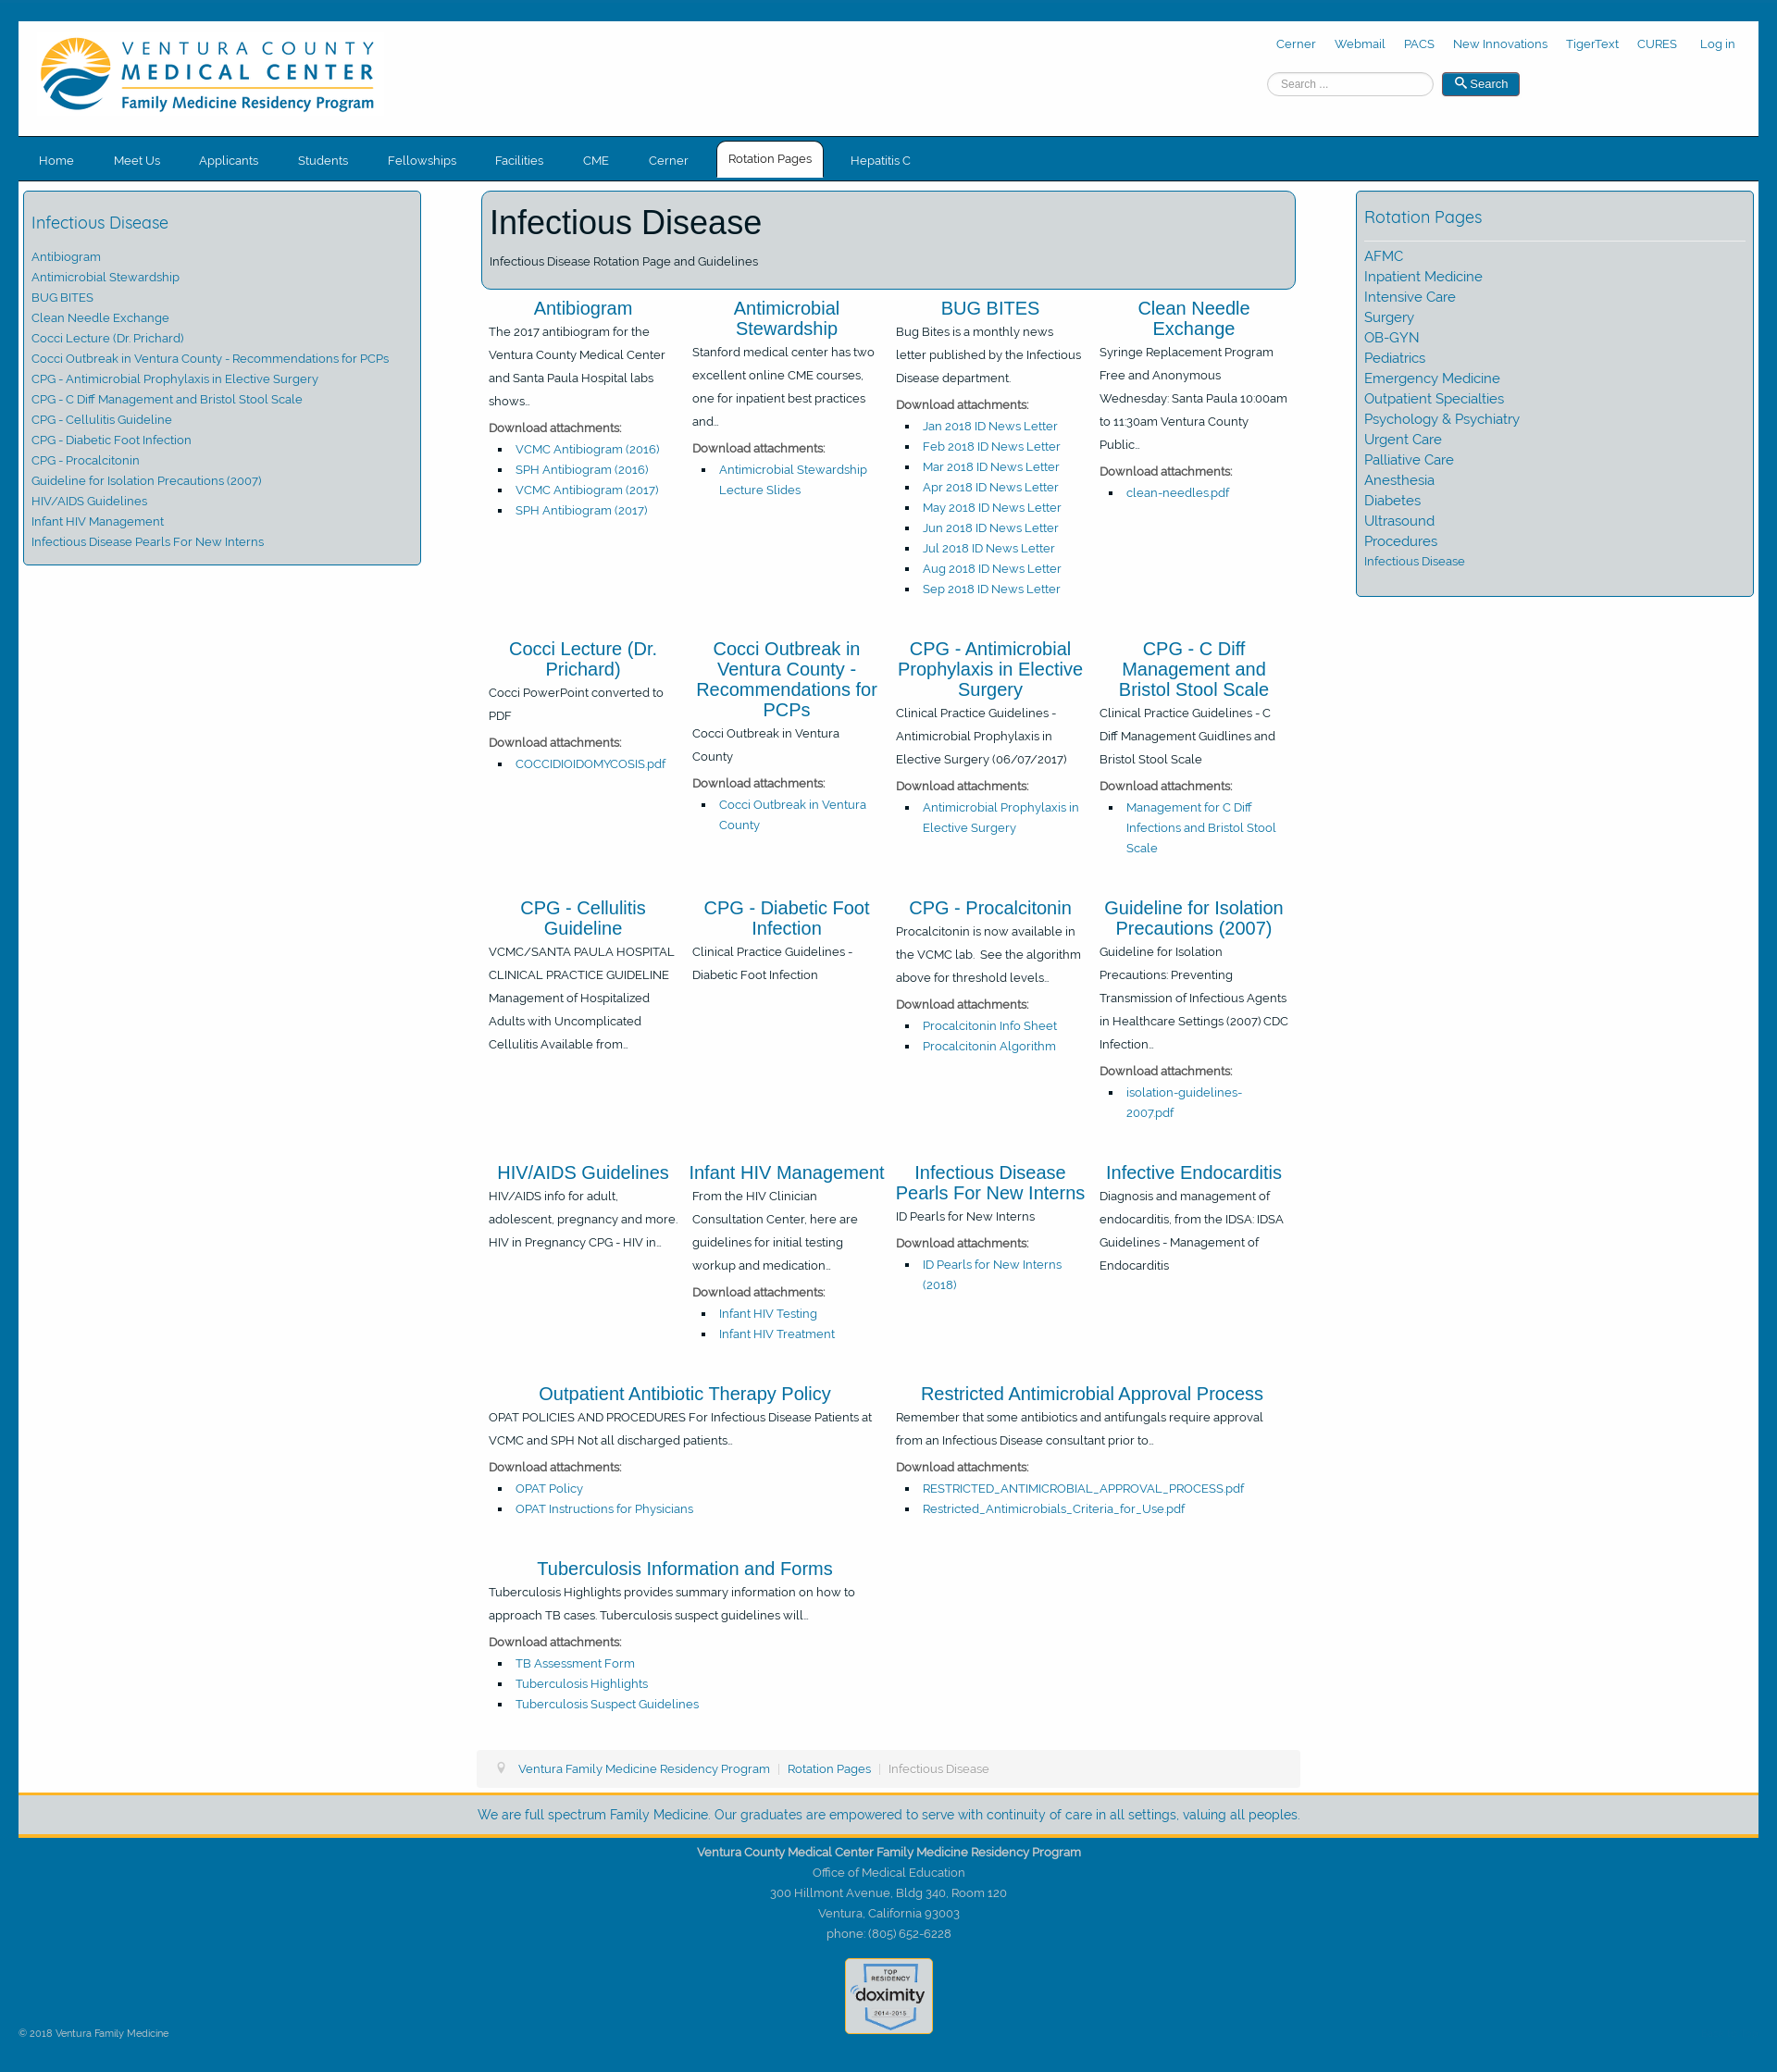 VENTURA COUNTY
MEDICAL CENTER
Family Medicine Residency Program
Cerner Webmail PACS New Innovations TigerText CURES Log in
Search ...
Search
Home Meet Us Applicants Students Fellowships Facilities CME Cerner Rotation Pages Hepatitis C
Infectious Disease
Antibiogram
Antimicrobial Stewardship
BUG BITES
Clean Needle Exchange
Cocci Lecture (Dr. Prichard)
Cocci Outbreak in Ventura County - Recommendations for PCPs
CPG - Antimicrobial Prophylaxis in Elective Surgery
CPG - C Diff Management and Bristol Stool Scale
CPG - Cellulitis Guideline
CPG - Diabetic Foot Infection
CPG - Procalcitonin
Guideline for Isolation Precautions (2007)
HIV/AIDS Guidelines
Infant HIV Management
Infectious Disease Pearls For New Interns
Infectious Disease
Infectious Disease Rotation Page and Guidelines
Antibiogram
The 2017 antibiogram for the
Ventura County Medical Center
and Santa Paula Hospital labs
shows...
Download attachments:
VCMC Antibiogram (2016)
SPH Antibiogram (2016)
VCMC Antibiogram (2017)
SPH Antibiogram (2017)
Antimicrobial
Stewardship
Stanford medical center has two
excellent online CME courses,
one for inpatient best practices
and...
Download attachments:
Antimicrobial Stewardship
Lecture Slides
BUG BITES
Bug Bites is a monthly news
letter published by the Infectious
Disease department.
Download attachments:
Jan 2018 ID News Letter
Feb 2018 ID News Letter
Mar 2018 ID News Letter
Apr 2018 ID News Letter
May 2018 ID News Letter
Jun 2018 ID News Letter
Jul 2018 ID News Letter
Aug 2018 ID News Letter
Sep 2018 ID News Letter
Clean Needle
Exchange
Syringe Replacement Program
Free and Anonymous
Wednesday: Santa Paula 10:00am
to 11:30am Ventura County
Public...
Download attachments:
clean-needles.pdf
Cocci Lecture (Dr.
Prichard)
Cocci PowerPoint converted to
PDF
Download attachments:
COCCIDIOIDOMYCOSIS.pdf
Cocci Outbreak in
Ventura County -
Recommendations for
PCPs
Cocci Outbreak in Ventura
County
Download attachments:
Cocci Outbreak in Ventura
County
CPG - Antimicrobial
Prophylaxis in Elective
Surgery
Clinical Practice Guidelines -
Antimicrobial Prophylaxis in
Elective Surgery (06/07/2017)
Download attachments:
Antimicrobial Prophylaxis in
Elective Surgery
CPG - C Diff
Management and
Bristol Stool Scale
Clinical Practice Guidelines - C
Diff Management Guidlines and
Bristol Stool Scale
Download attachments:
Management for C Diff
Infections and Bristol Stool
Scale
CPG - Cellulitis
Guideline
VCMC/SANTA PAULA HOSPITAL
CLINICAL PRACTICE GUIDELINE
Management of Hospitalized
Adults with Uncomplicated
Cellulitis Available from...
CPG - Diabetic Foot
Infection
Clinical Practice Guidelines -
Diabetic Foot Infection
CPG - Procalcitonin
Procalcitonin is now available in
the VCMC lab.  See the algorithm
above for threshold levels...
Download attachments:
Procalcitonin Info Sheet
Procalcitonin Algorithm
Guideline for Isolation
Precautions (2007)
Guideline for Isolation
Precautions: Preventing
Transmission of Infectious Agents
in Healthcare Settings (2007) CDC
Infection...
Download attachments:
isolation-guidelines-
2007.pdf
HIV/AIDS Guidelines
HIV/AIDS info for adult,
adolescent, pregnancy and more.
HIV in Pregnancy CPG - HIV in...
Infant HIV Management
From the HIV Clinician
Consultation Center, here are
guidelines for initial testing
workup and medication...
Download attachments:
Infant HIV Testing
Infant HIV Treatment
Infectious Disease
Pearls For New Interns
ID Pearls for New Interns
Download attachments:
ID Pearls for New Interns
(2018)
Infective Endocarditis
Diagnosis and management of
endocarditis, from the IDSA: IDSA
Guidelines - Management of
Endocarditis
Outpatient Antibiotic Therapy Policy
OPAT POLICIES AND PROCEDURES For Infectious Disease Patients at
VCMC and SPH Not all discharged patients...
Download attachments:
OPAT Policy
OPAT Instructions for Physicians
Restricted Antimicrobial Approval Process
Remember that some antibiotics and antifungals require approval
from an Infectious Disease consultant prior to...
Download attachments:
RESTRICTED_ANTIMICROBIAL_APPROVAL_PROCESS.pdf
Restricted_Antimicrobials_Criteria_for_Use.pdf
Tuberculosis Information and Forms
Tuberculosis Highlights provides summary information on how to
approach TB cases. Tuberculosis suspect guidelines will...
Download attachments:
TB Assessment Form
Tuberculosis Highlights
Tuberculosis Suspect Guidelines
Rotation Pages
AFMC
Inpatient Medicine
Intensive Care
Surgery
OB-GYN
Pediatrics
Emergency Medicine
Outpatient Specialties
Psychology & Psychiatry
Urgent Care
Palliative Care
Anesthesia
Diabetes
Ultrasound
Procedures
Infectious Disease
Ventura Family Medicine Residency Program | Rotation Pages | Infectious Disease
We are full spectrum Family Medicine. Our graduates are empowered to serve with continuity of care in all settings, valuing all peoples.
Ventura County Medical Center Family Medicine Residency Program
Office of Medical Education
300 Hillmont Avenue, Bldg 340, Room 120
Ventura, California 93003
phone: (805) 652-6228
TOP
RESIDENCY
doximity
2014-2015
© 2018 Ventura Family Medicine